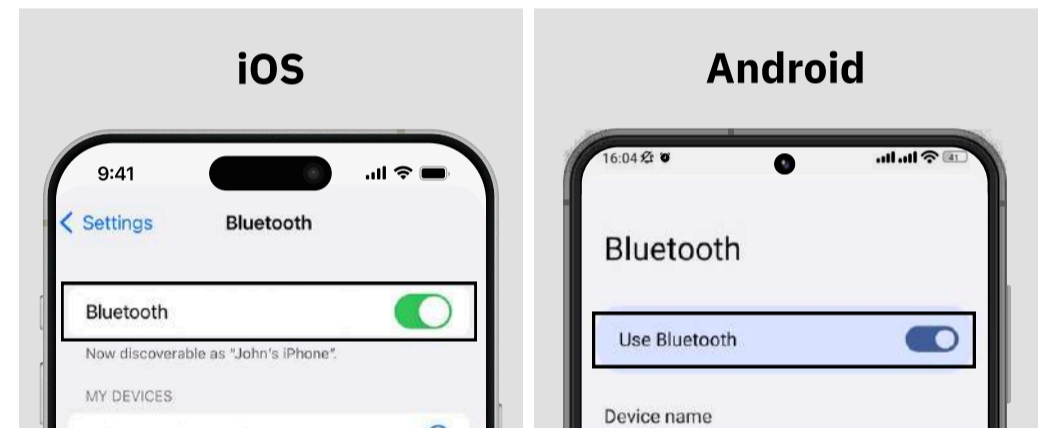 iOS
9:41
Settings
Bluetooth
Bluetooth
Now discoverable as "John's iPhone".
MY DEVICES
Android
16:04
41
Bluetooth
Use Bluetooth
Device name